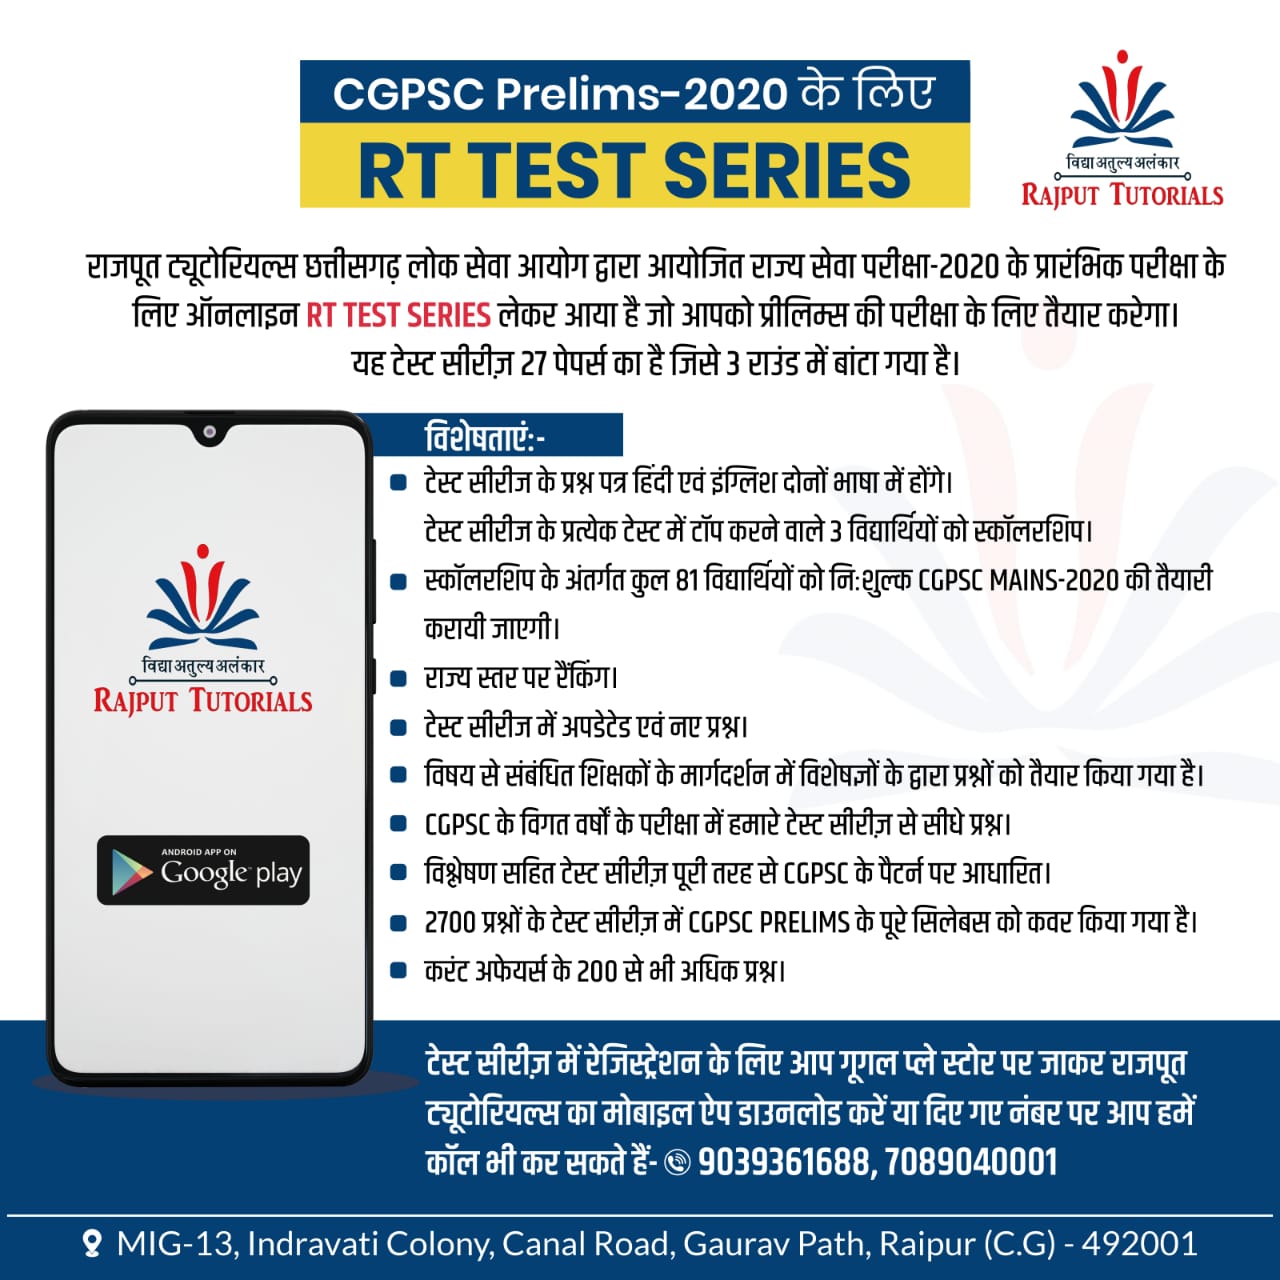 CGPSC Prelims-2020 के लिए
RT TEST SERIES
विद्या अतुल्य अलंकार
RAJPUT TUTORIALS
राजपूत ट्यूटोरियल्स छत्तीसगढ़ लोक सेवा आयोग द्वारा आयोजित राज्य सेवा परीक्षा-2020 के प्रारंभिक परीक्षा के
लिए ऑनलाइन RT TEST SERIES लेकर आया है जो आपको प्रीलिम्स की परीक्षा के लिए तैयार करेगा।
यह टेस्ट सीरीज़ 27 पेपर्स का है जिसे 3 राउंड में बांटा गया है।
विशेषताएं:-
टेस्ट सीरीज के प्रश्न पत्र हिंदी एवं इंग्लिश दोनों भाषा में होंगे।
टेस्ट सीरीज के प्रत्येक टेस्ट में टॉप करने वाले 3 विद्यार्थियों को स्कॉलरशिप।
स्कॉलरशिप के अंतर्गत कुल 81 विद्यार्थियों को नि:शुल्क CGPSC MAINS-2020 की तैयारी
करायी जाएगी।
राज्य स्तर पर रैंकिंग।
टेस्ट सीरीज में अपडेटेड एवं नए प्रश्न।
विषय से संबंधित शिक्षकों के मार्गदर्शन में विशेषज्ञों के द्वारा प्रश्नों को तैयार किया गया है।
CGPSC के विगत वर्षों के परीक्षा में हमारे टेस्ट सीरीज़ से सीधे प्रश्न।
विश्लेषण सहित टेस्ट सीरीज़ पूरी तरह से CGPSC के पैटर्न पर आधारित।
2700 प्रश्नों के टेस्ट सीरीज़ में CGPSC PRELIMS के पूरे सिलेबस को कवर किया गया है।
करंट अफेयर्स के 200 से भी अधिक प्रश्न।
विद्या अतुल्य अलंकार
RAJPUT TUTORIALS
ANDROID APP ON
Google play
टेस्ट सीरीज़ में रेजिस्ट्रेशन के लिए आप गूगल प्ले स्टोर पर जाकर राजपूत
ट्यूटोरियल्स का मोबाइल ऐप डाउनलोड करें या दिए गए नंबर पर आप हमें
कॉल भी कर सकते हैं- 9039361688, 7089040001
MIG-13, Indravati Colony, Canal Road, Gaurav Path, Raipur (C.G) - 492001